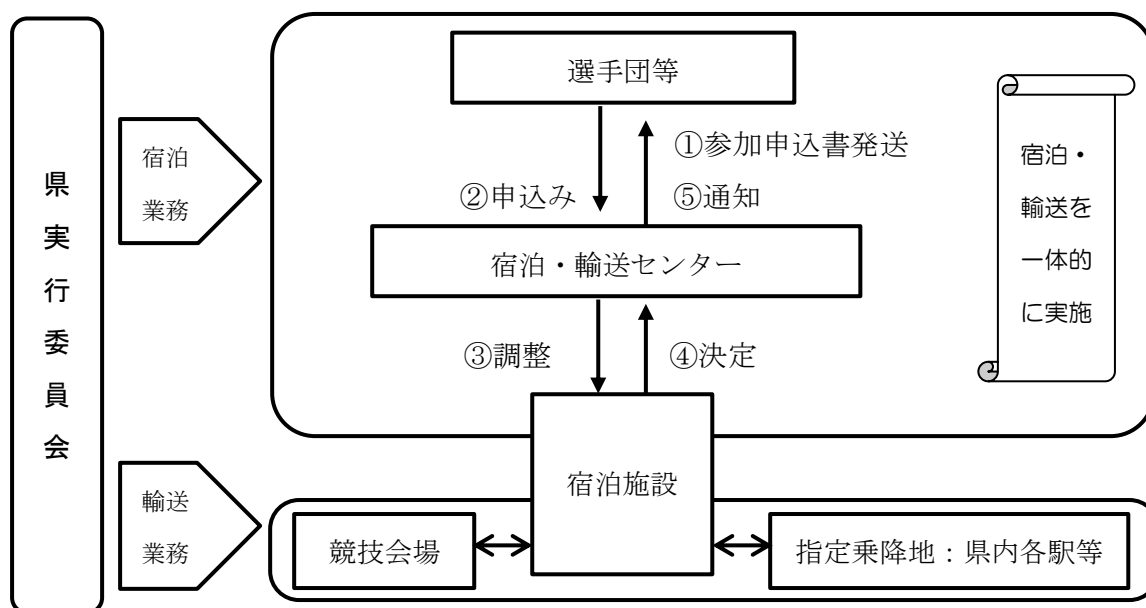 県実行委員会
宿泊
業務
選手団等
①参加申込書発送
②申込み
⑤通知
宿泊・輸送センター
③調整
④決定
宿泊施設
宿泊・
輸送を
一体的
に実施
輸送
業務
競技会場
指定乗降地：県内各駅等